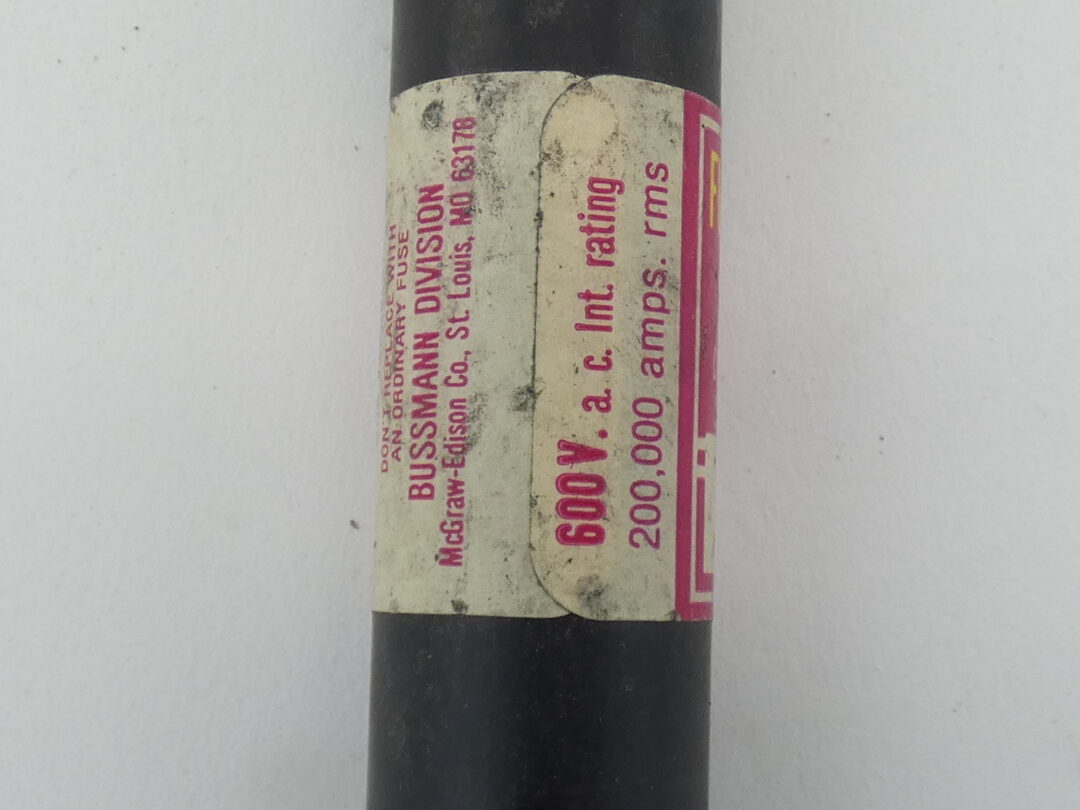 DON'T REPLACE WITH
AN ORDINARY FUSE
BUSSMANN DIVISION
McGraw-Edison Co., St. Louis, MO 63178
600V. a. c. Int. rating
200,000 amps. rms